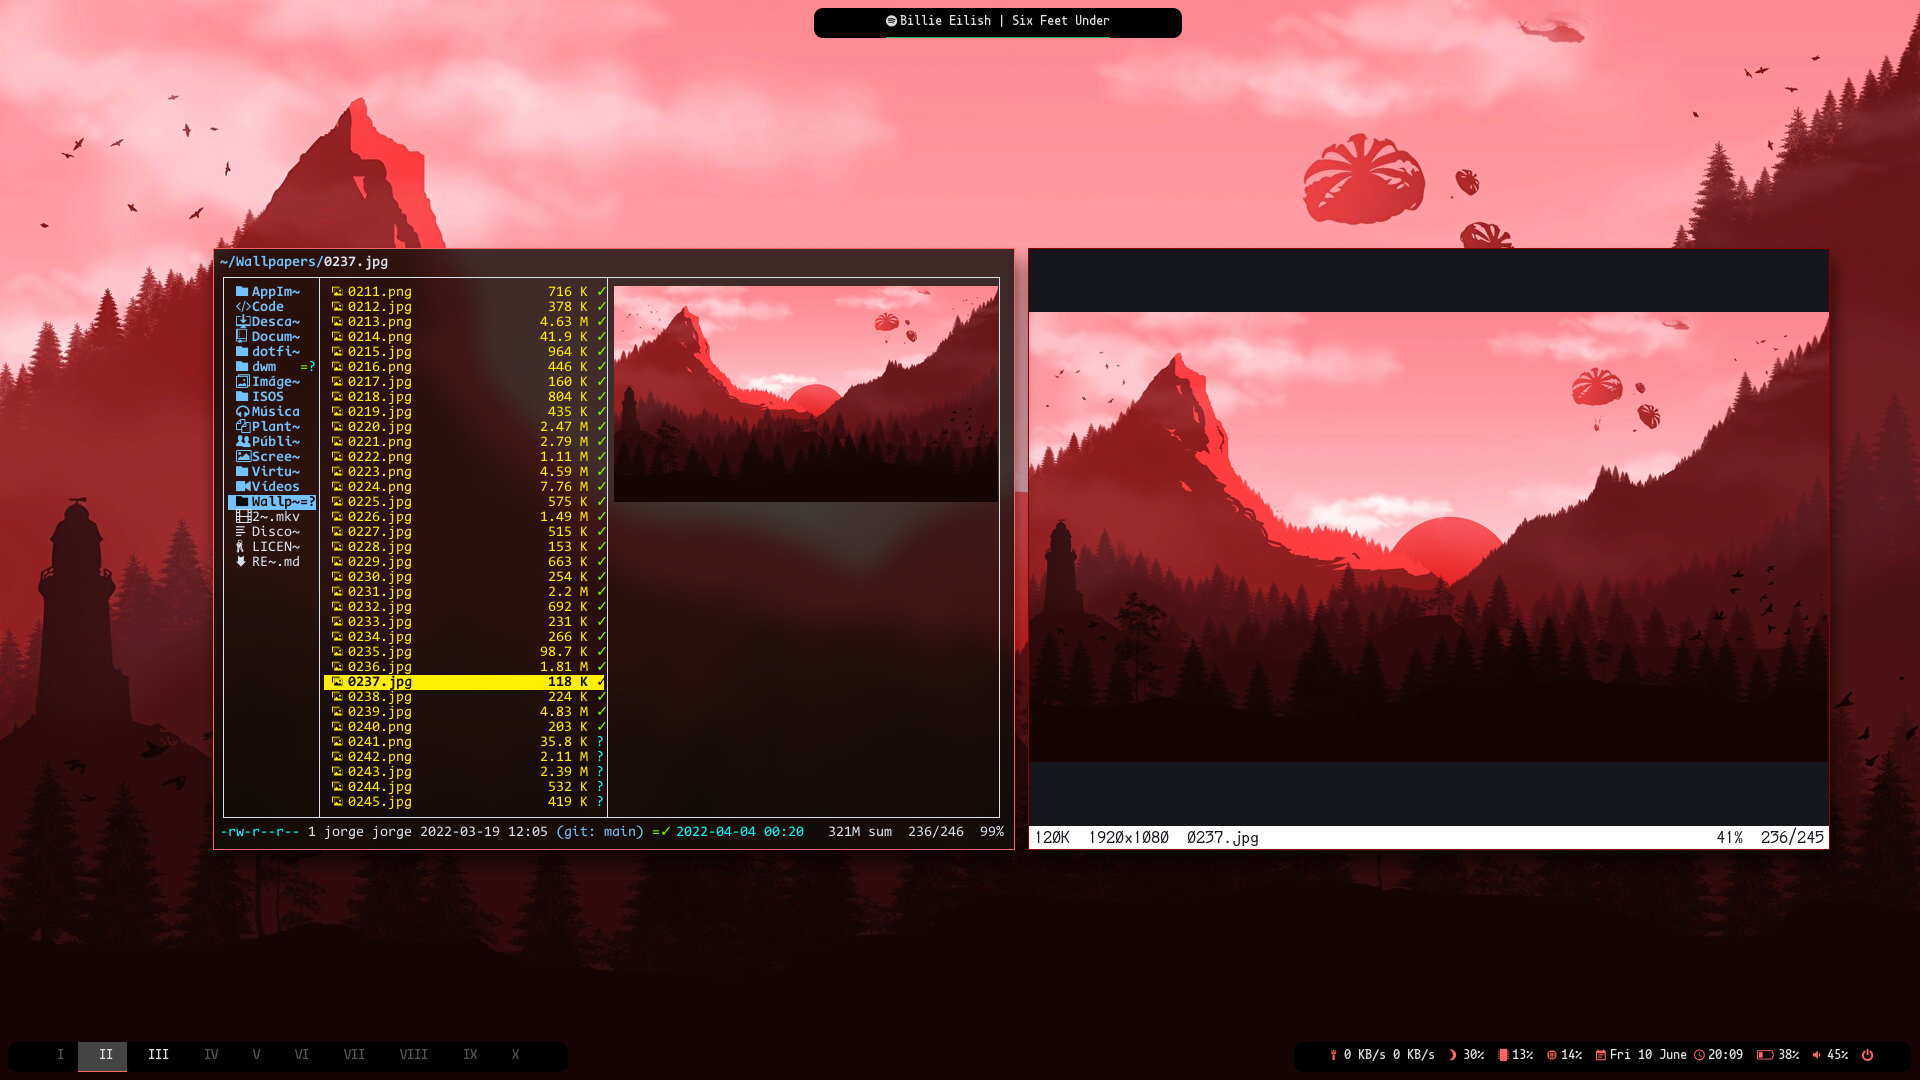 Billie Eilish | Six Feet Under
~/Wallpapers/0237.jpg
AppIm~
Code
Desca~
Docum~
dotfi~
dwm =?
Imáge~
ISOS
Música
Plant~
Públi~
Scree~
Virtu~
Vídeos
Wallp~=?
2~.mkv
Disco~
LICEN~
RE~.md
0211.png 716 K ✓
0212.jpg 378 K ✓
0213.png 4.63 M ✓
0214.png 41.9 K ✓
0215.jpg 964 K ✓
0216.png 446 K ✓
0217.jpg 160 K ✓
0218.jpg 804 K ✓
0219.jpg 435 K ✓
0220.jpg 2.47 M ✓
0221.png 2.79 M ✓
0222.png 1.11 M ✓
0223.png 4.59 M ✓
0224.png 7.76 M ✓
0225.jpg 575 K ✓
0226.jpg 1.49 M ✓
0227.jpg 515 K ✓
0228.jpg 153 K ✓
0229.jpg 663 K ✓
0230.jpg 254 K ✓
0231.jpg 2.2 M ✓
0232.jpg 692 K ✓
0233.jpg 231 K ✓
0234.jpg 266 K ✓
0235.jpg 98.7 K ✓
0236.jpg 1.81 M ✓
0237.jpg 118 K ✓
0238.jpg 224 K ✓
0239.jpg 4.83 M ✓
0240.png 203 K ✓
0241.png 35.8 K ?
0242.png 2.11 M ?
0243.jpg 2.39 M ?
0244.jpg 532 K ?
0245.jpg 419 K ?
-rw-r--r-- 1 jorge jorge 2022-03-19 12:05 (git: main) =✓ 2022-04-04 00:20 321M sum 236/246 99%
120K 1920x1080 0237.jpg 41% 236/245
I II III IV V VI VII VIII IX X
0 KB/s 0 KB/s 30% 13% 14% Fri 10 June 20:09 38% 45%